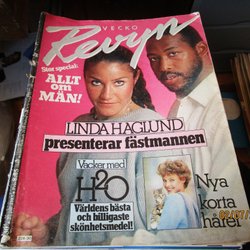 VECKO
Revyn
Stor special:
ALLT
om
MÅN!
LINDA HAGLUND
presenterar fästmannen
Vacker med
H2O
Världens bästa
och billigaste
skönhetsmedel!
Nya
korta
håret!